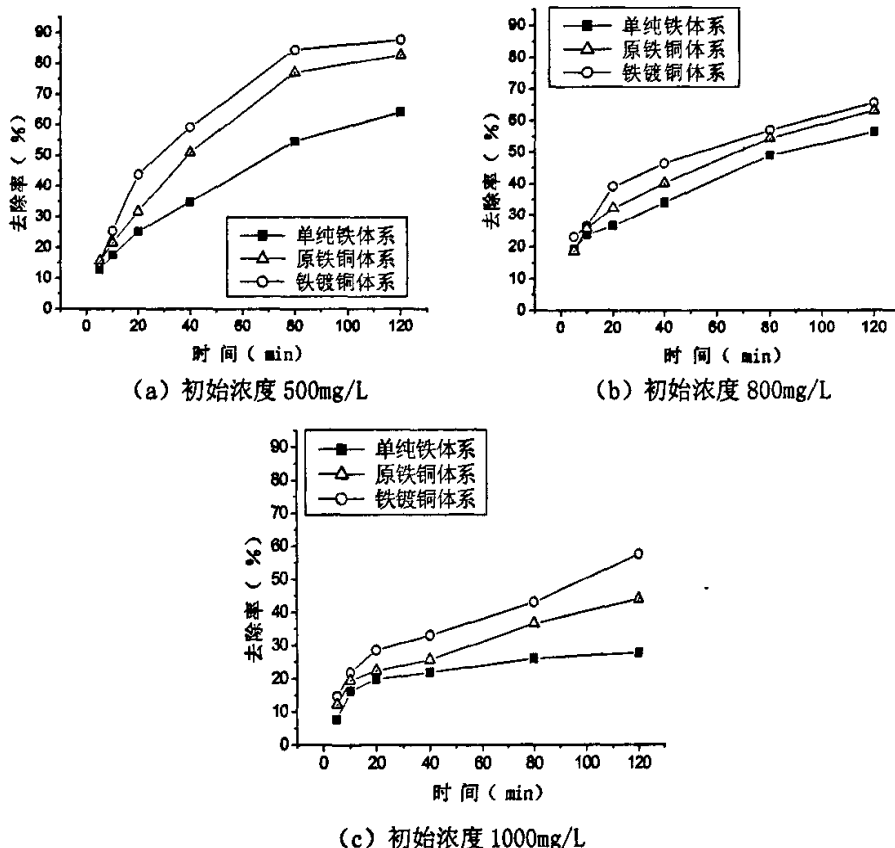 90
80
70
60
50
40
30
20
10
0
去除率（%）
单纯铁体系
原铁铜体系
铁镀铜体系
0 20 40 60 80 100 120
时 间（min）
（a）初始浓度 500mg/L
90
80
70
60
50
40
30
20
10
0
去除率（%）
单纯铁体系
原铁铜体系
铁镀铜体系
0 20 40 60 80 100 120
时 间（min）
（b）初始浓度 800mg/L
90
80
70
60
50
40
30
20
10
0
去除率（%）
单纯铁体系
原铁铜体系
铁镀铜体系
0 20 40 60 80 100 120
时 间（min）
（c）初始浓度 1000mg/L